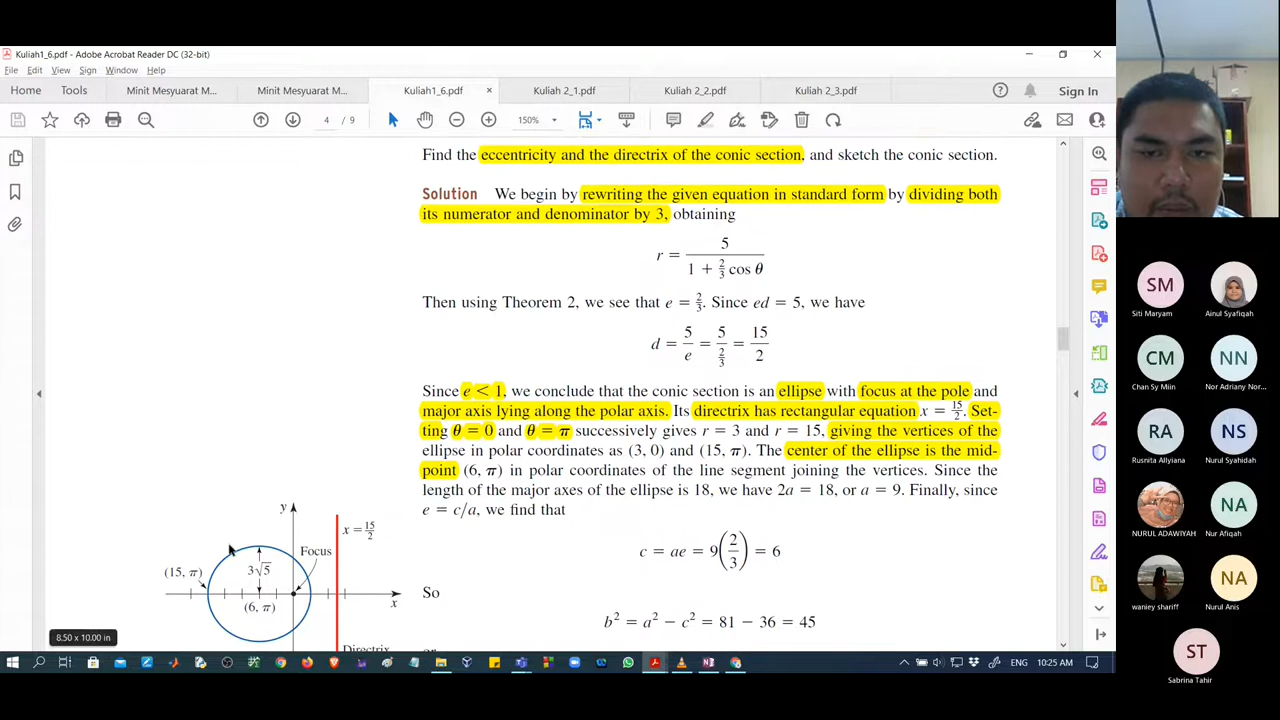 Kuliah1_6.pdf - Adobe Acrobat Reader DC (32-bit)
File Edit View Sign Window Help
Home Tools Minit Mesyuarat M... Minit Mesyuarat M... Kuliah1_6.pdf × Kuliah 2_1.pdf Kuliah 2_2.pdf Kuliah 2_3.pdf Sign In
4 / 9 150%
Find the eccentricity and the directrix of the conic section, and sketch the conic section.
Solution We begin by rewriting the given equation in standard form by dividing both
its numerator and denominator by 3, obtaining
r = 5 / (1 + 2/3 cos θ)
Then using Theorem 2, we see that e = 2/3. Since ed = 5, we have
d = 5/e = 5/(2/3) = 15/2
Since e < 1, we conclude that the conic section is an ellipse with focus at the pole and
major axis lying along the polar axis. Its directrix has rectangular equation x = 15/2. Set-
ting θ = 0 and θ = π successively gives r = 3 and r = 15, giving the vertices of the
ellipse in polar coordinates as (3, 0) and (15, π). The center of the ellipse is the mid-
point (6, π) in polar coordinates of the line segment joining the vertices. Since the
length of the major axes of the ellipse is 18, we have 2a = 18, or a = 9. Finally, since
e = c/a, we find that
c = ae = 9(2/3) = 6
So
b² = a² − c² = 81 − 36 = 45
or
y
x = 15/2
Focus
(15, π)
3√5
(6, π)
x
Directrix
8.50 x 10.00 in
ENG 10:25 AM
SM
Siti Maryam
Ainul Syafiqah
CM
Chan Sy Miin
NN
Nor Adriany Nor...
RA
Rusnita Allyiana
NS
Nurul Syahidah
NURUL ADAWIYAH
NA
Nur Afiqah
waniey shariff
NA
Nurul Anis
ST
Sabrina Tahir